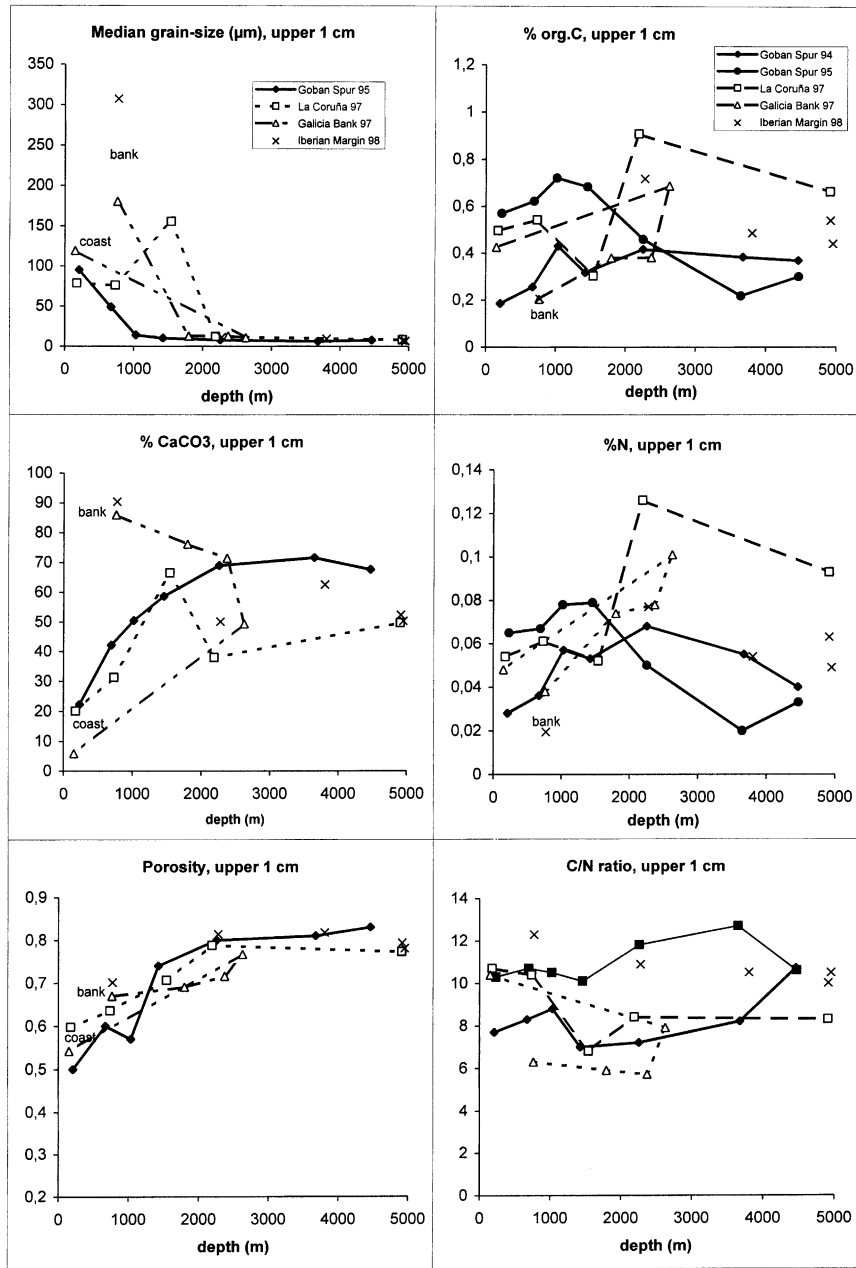 Median grain-size (µm), upper 1 cm
350
300
250
200
150
100
50
0
Goban Spur 95
La Coruña 97
Galicia Bank 97
Iberian Margin 98
bank
coast
0 1000 2000 3000 4000 5000
depth (m)
% org.C, upper 1 cm
1,2
1
0,8
0,6
0,4
0,2
0
Goban Spur 94
Goban Spur 95
La Coruña 97
Galicia Bank 97
Iberian Margin 98
bank
0 1000 2000 3000 4000 5000
depth (m)
% CaCO3, upper 1 cm
100
90
80
70
60
50
40
30
20
10
0
bank
coast
0 1000 2000 3000 4000 5000
depth (m)
%N, upper 1 cm
0,14
0,12
0,1
0,08
0,06
0,04
0,02
0
bank
0 1000 2000 3000 4000 5000
depth (m)
Porosity, upper 1 cm
0,9
0,8
0,7
0,6
0,5
0,4
0,3
0,2
bank
coast
0 1000 2000 3000 4000 5000
depth (m)
C/N ratio, upper 1 cm
14
12
10
8
6
4
2
0
0 1000 2000 3000 4000 5000
depth (m)